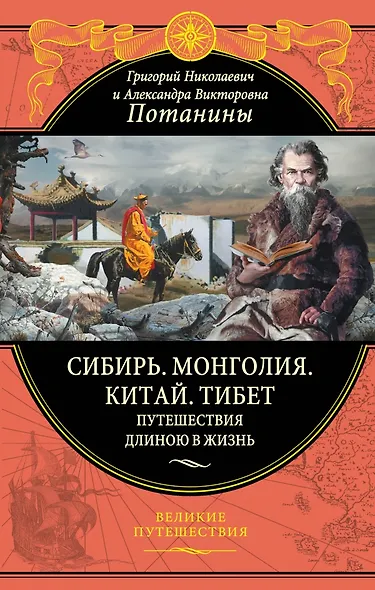 Григорий Николаевич
и Александра Викторовна
Потанины
СИБИРЬ. МОНГОЛИЯ.
КИТАЙ. ТИБЕТ
ПУТЕШЕСТВИЯ
ДЛИНОЮ В ЖИЗНЬ
ВЕЛИКИЕ
ПУТЕШЕСТВИЯ